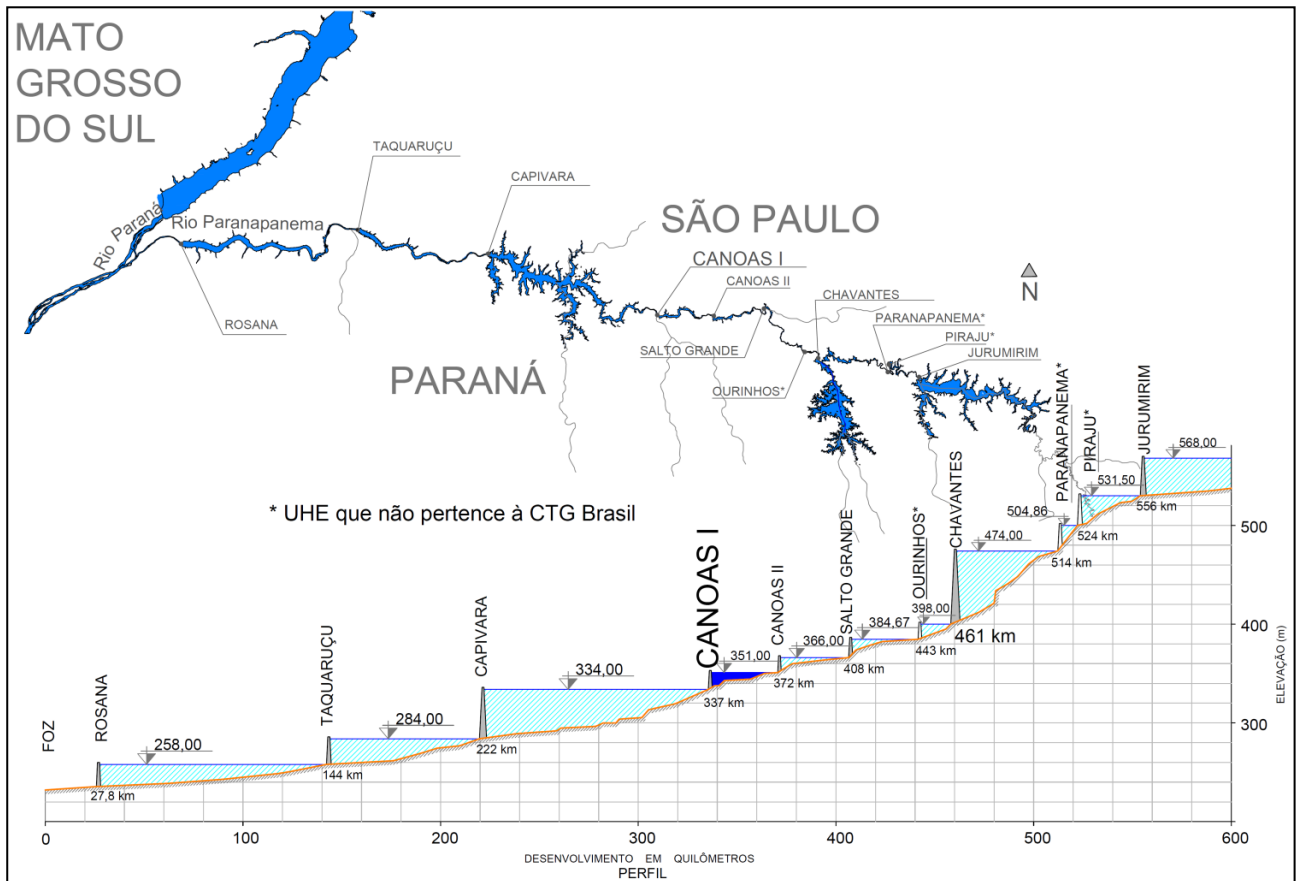 MATO
GROSSO
DO SUL
TAQUARUÇU
CAPIVARA
SÃO PAULO
Rio Paraná
Rio Paranapanema
CANOAS I
CANOAS II
CHAVANTES
N
PARANAPANEMA*
PIRAJU*
ROSANA
SALTO GRANDE
JURUMIRIM
PARANÁ
OURINHOS*
* UHE que não pertence à CTG Brasil
FOZ
ROSANA
TAQUARUÇU
CAPIVARA
CANOAS I
CANOAS II
SALTO GRANDE
OURINHOS*
CHAVANTES
PARANAPANEMA*
PIRAJU*
JURUMIRIM
258,00
284,00
334,00
351,00
366,00
384,67
398,00
474,00
504,86
531,50
568,00
27,8 km
144 km
222 km
337 km
372 km
408 km
443 km
461 km
514 km
524 km
556 km
500
400
300
ELEVAÇÃO (m)
0
100
200
300
400
500
600
DESENVOLVIMENTO EM QUILÔMETROS
PERFIL